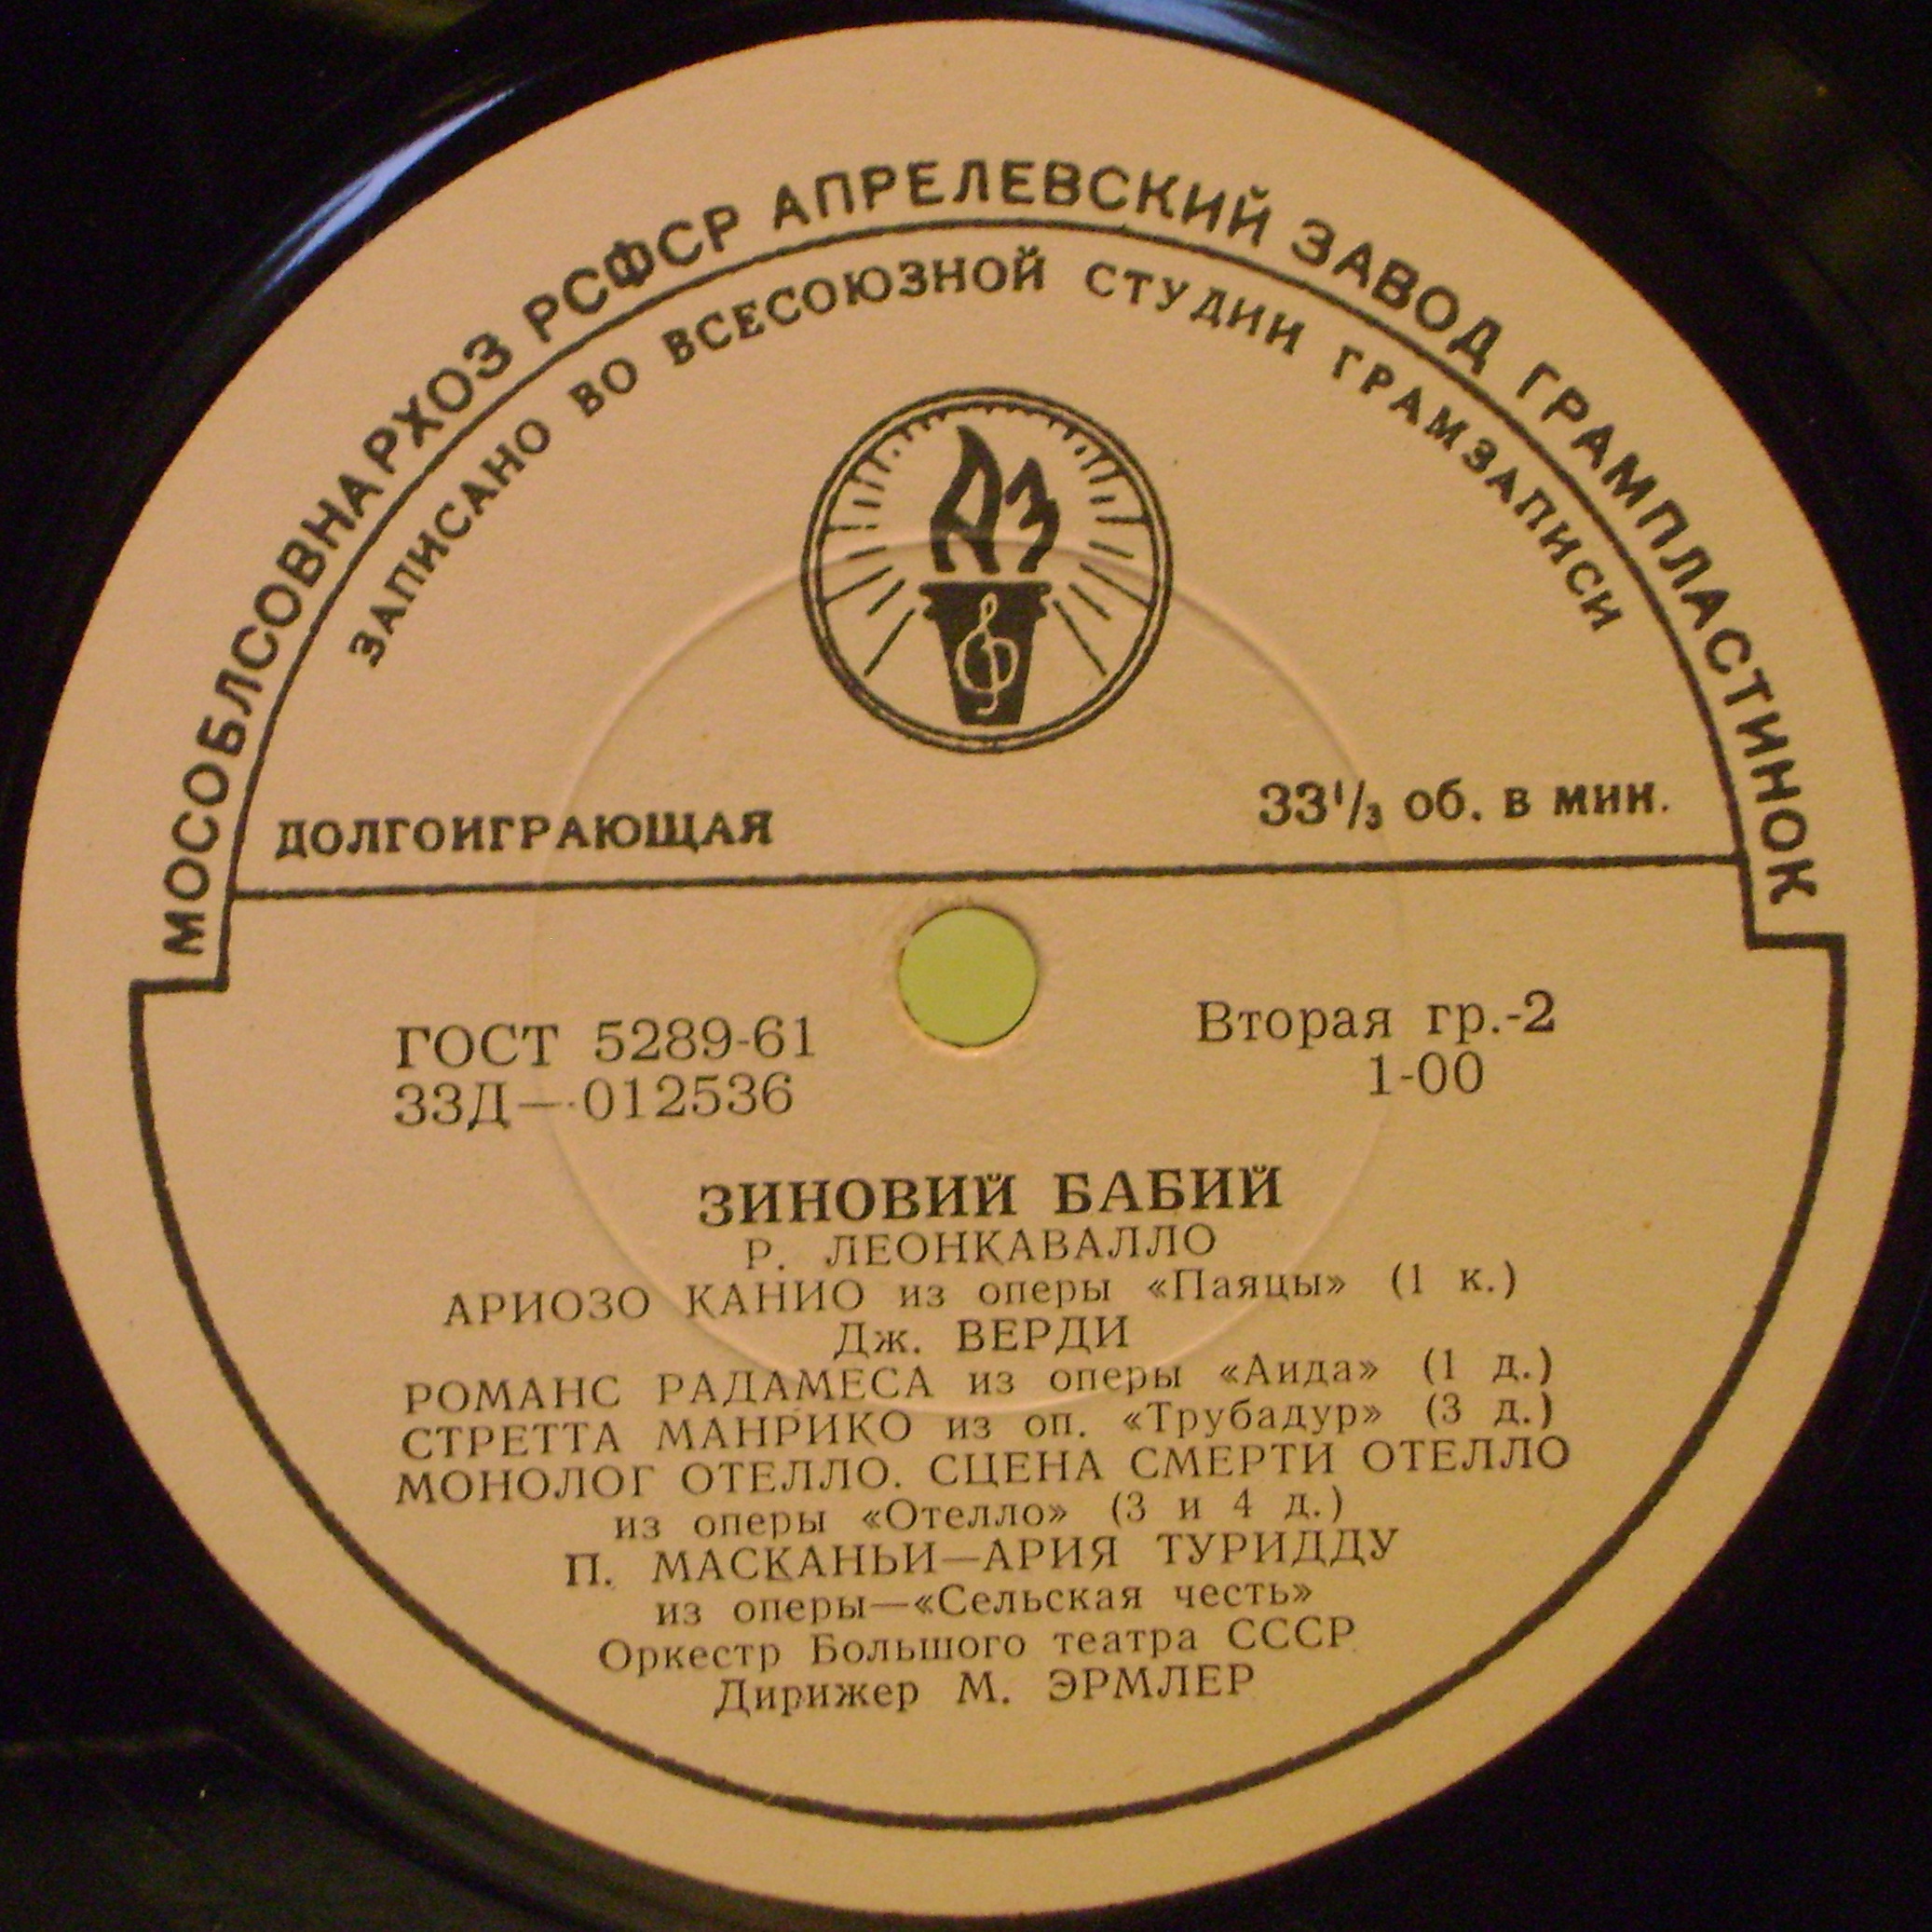 МОСОБЛСОВНАРХОЗ РСФСР АПРЕЛЕВСКИЙ ЗАВОД ГРАМПЛАСТИНОК
ЗАПИСАНО ВО ВСЕСОЮЗНОЙ СТУДИИ ГРАМЗАПИСИ
АЗ
ДОЛГОИГРАЮЩАЯ
33 1/3 об. в мин.
ГОСТ 5289-61
Вторая гр.-2
33Д—012536
1-00
ЗИНОВИЙ БАБИЙ
Р. ЛЕОНКАВАЛЛО
АРИОЗО КАНИО из оперы «Паяцы» (1 к.)
Дж. ВЕРДИ
РОМАНС РАДАМЕСА из оперы «Аида» (1 д.)
СТРЕТТА МАНРИКО из оп. «Трубадур» (3 д.)
МОНОЛОГ ОТЕЛЛО. СЦЕНА СМЕРТИ ОТЕЛЛО
из оперы «Отелло» (3 и 4 д.)
П. МАСКАНЬИ—АРИЯ ТУРИДДУ
из оперы—«Сельская честь»
Оркестр Большого театра СССР
Дирижер М. ЭРМЛЕР